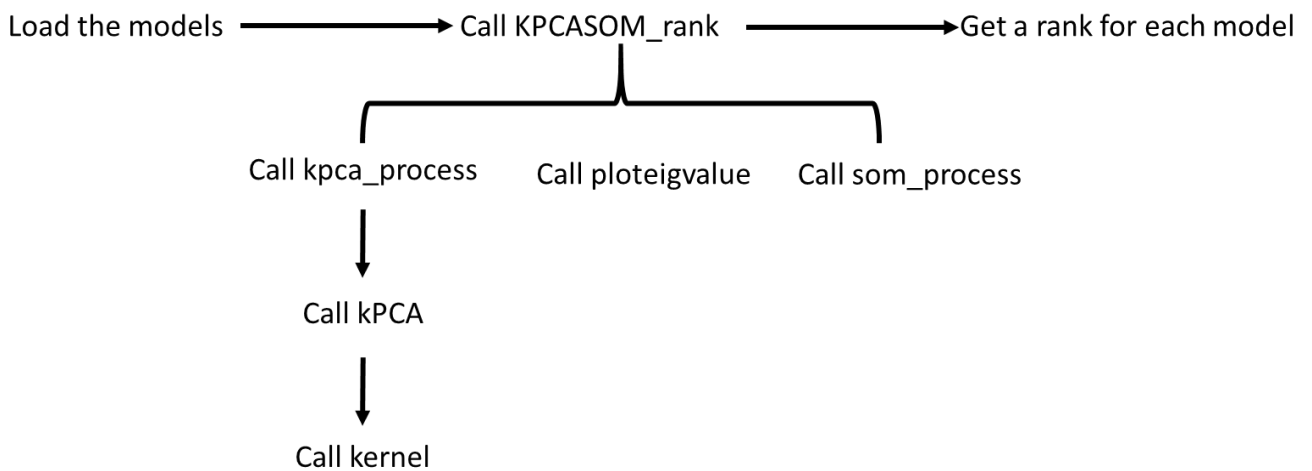 Load the models
Call KPCASOM_rank
Get a rank for each model
Call kpca_process
Call ploteigvalue
Call som_process
Call kPCA
Call kernel